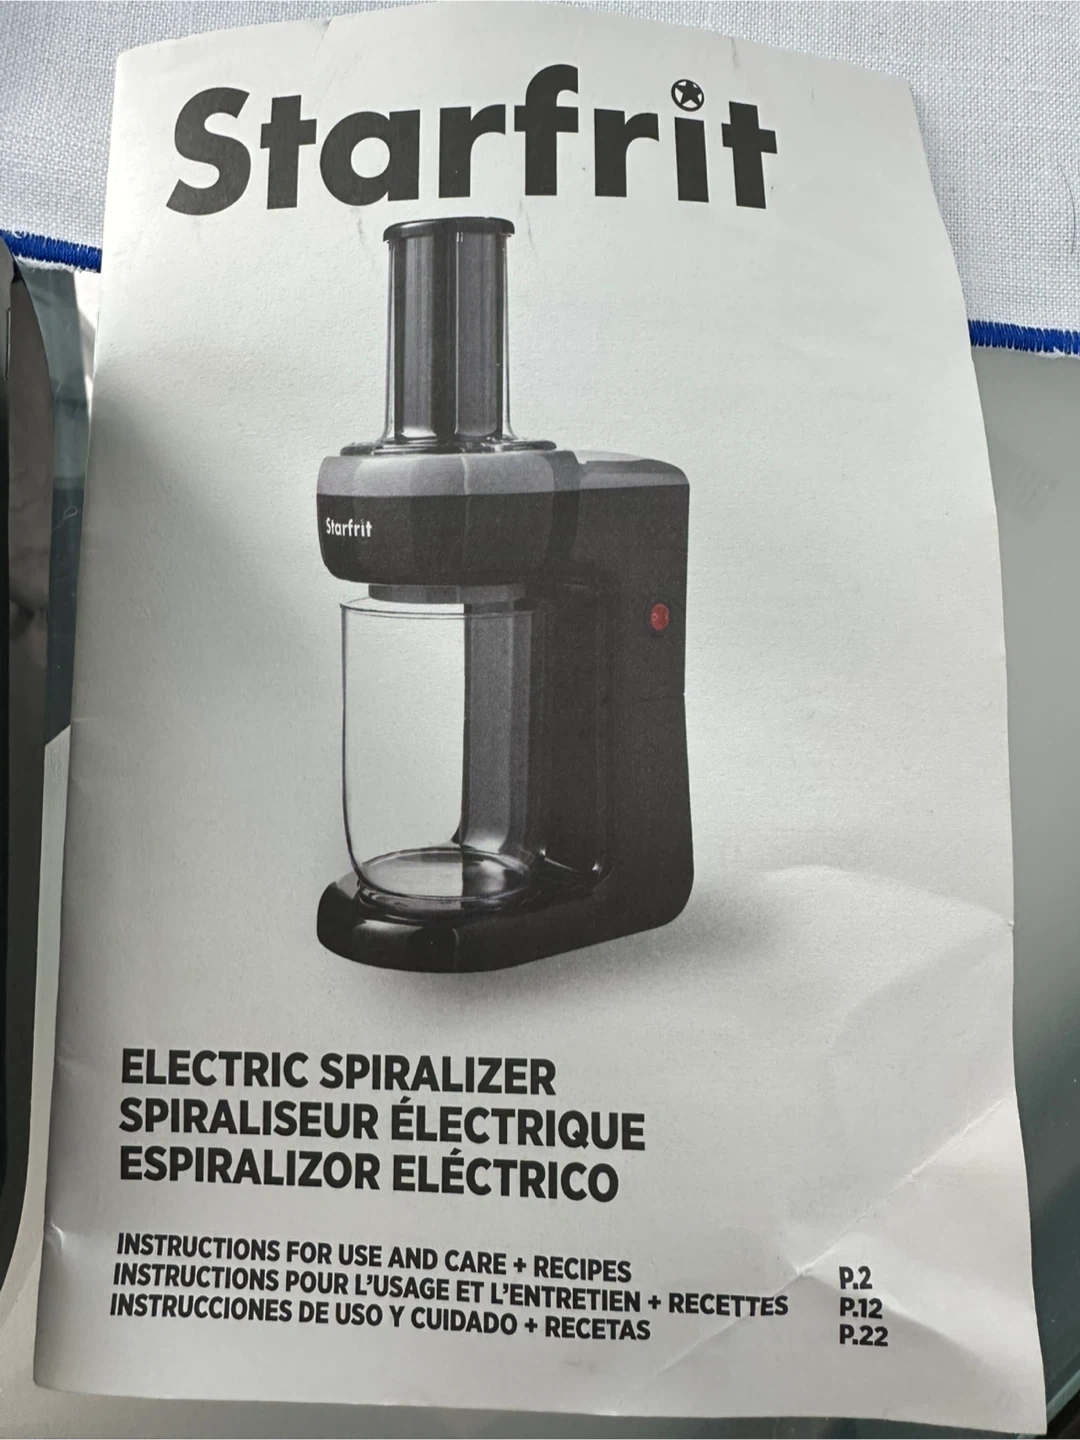 Starfrit
Starfrit
ELECTRIC SPIRALIZER
SPIRALISEUR ÉLECTRIQUE
ESPIRALIZOR ELÉCTRICO
INSTRUCTIONS FOR USE AND CARE + RECIPES P.2
INSTRUCTIONS POUR L'USAGE ET L'ENTRETIEN + RECETTES P.12
INSTRUCCIONES DE USO Y CUIDADO + RECETAS P.22